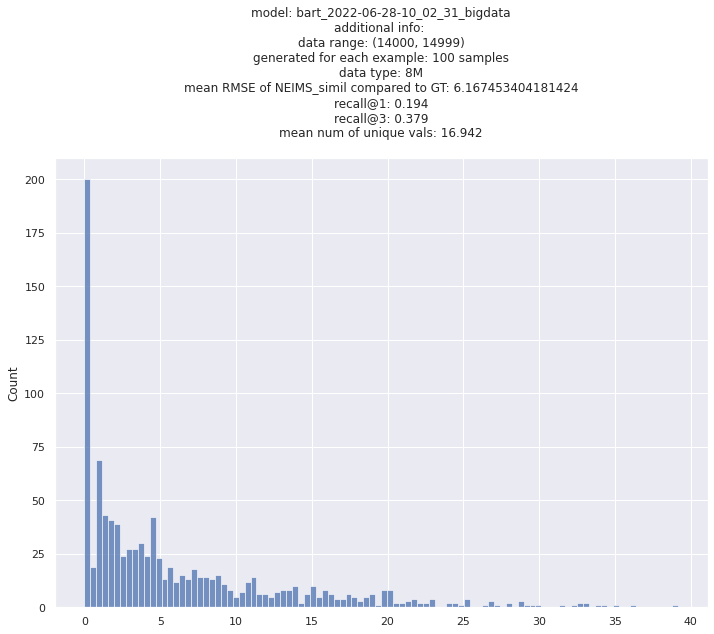 model: bart_2022-06-28-10_02_31_bigdata
additional info:
data range: (14000, 14999)
generated for each example: 100 samples
data type: 8M
mean RMSE of NEIMS_simil compared to GT: 6.167453404181424
recall@1: 0.194
recall@3: 0.379
mean num of unique vals: 16.942
200
175
150
125
100
75
50
25
0
Count
0 5 10 15 20 25 30 35 40